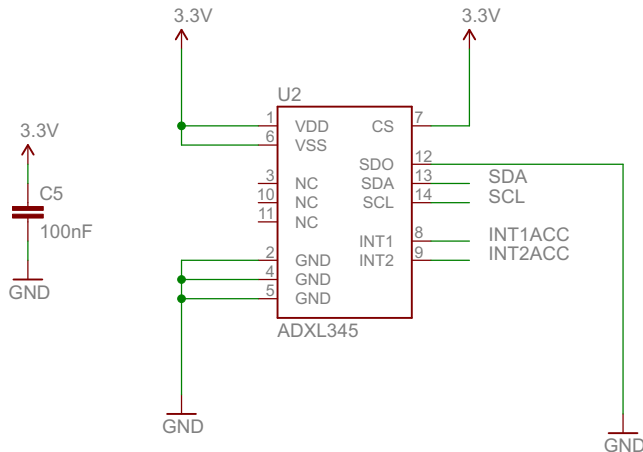 3.3V
3.3V
U2
1
VDD
CS
7
6
VSS
3.3V
SDO
12
3
NC
SDA
13
SDA
C5
10
NC
SCL
14
SCL
11
NC
100nF
INT1
8
INT1ACC
2
GND
INT2
9
INT2ACC
4
GND
GND
5
GND
ADXL345
GND
GND